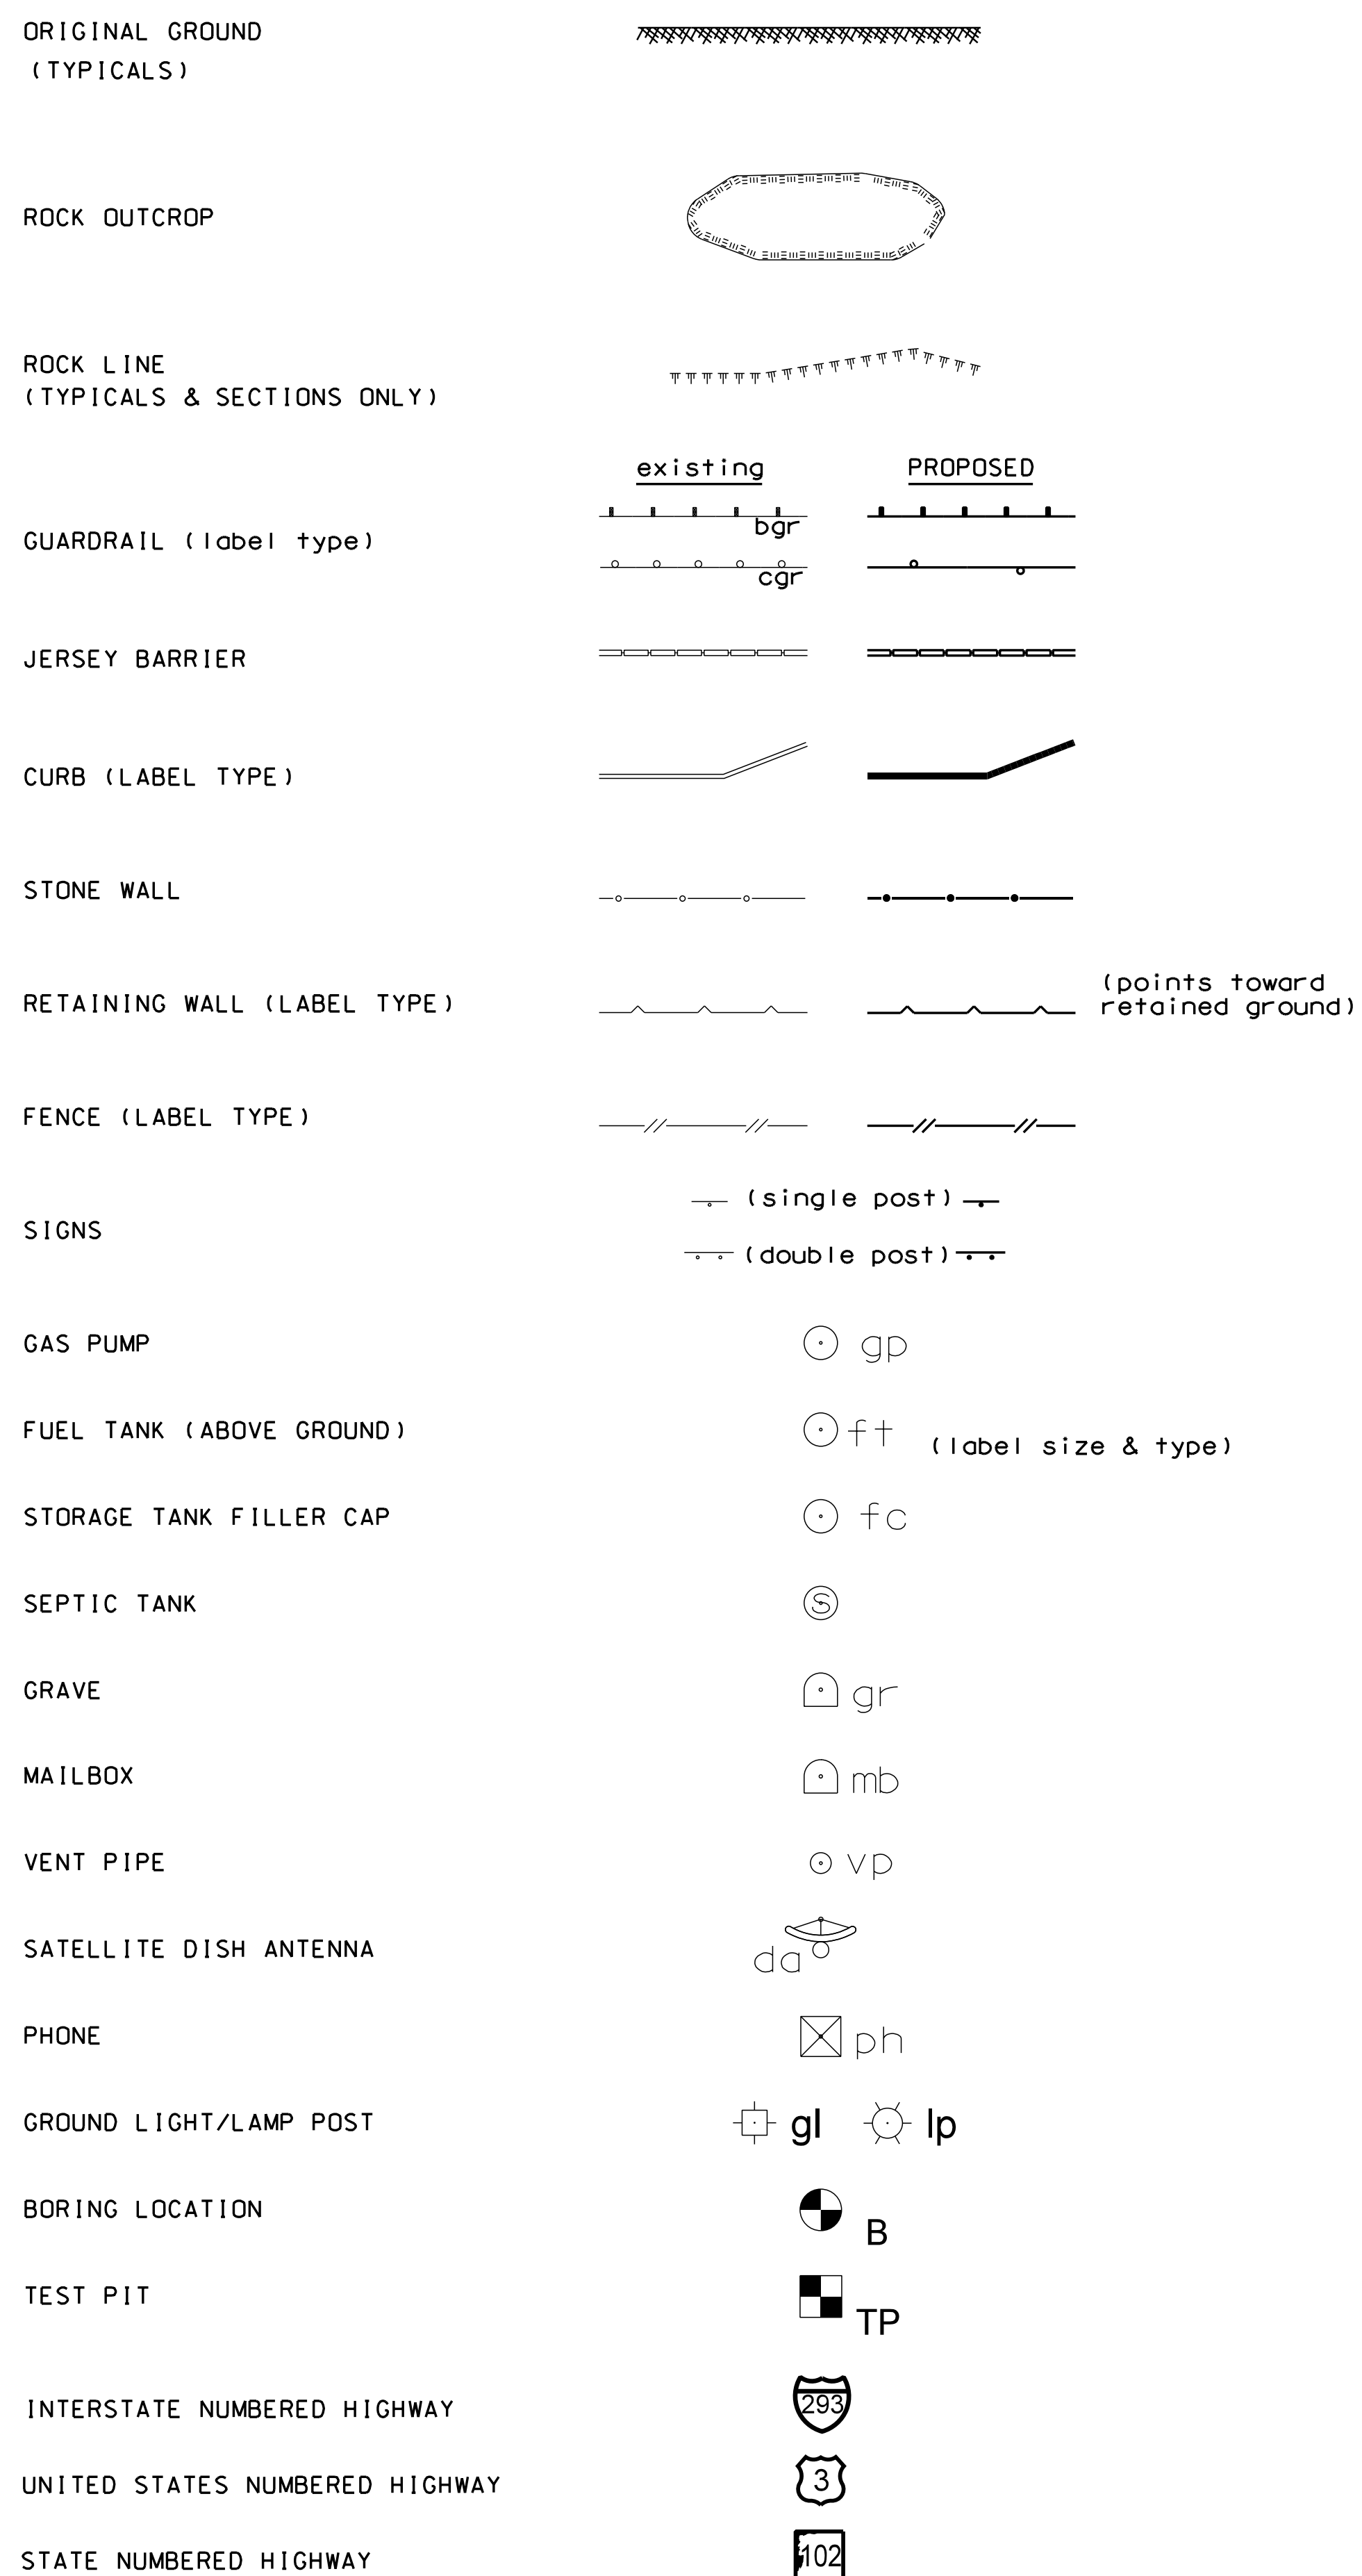 ORIGINAL GROUND
(TYPICALS)
ROCK OUTCROP
ROCK LINE
(TYPICALS & SECTIONS ONLY)
existing PROPOSED
bgr
GUARDRAIL (label type)
cgr
JERSEY BARRIER
CURB (LABEL TYPE)
STONE WALL
RETAINING WALL (LABEL TYPE)
(points toward
retained ground)
FENCE (LABEL TYPE)
(single post)
SIGNS
(double post)
GAS PUMP gp
FUEL TANK (ABOVE GROUND) ft
(label size & type)
STORAGE TANK FILLER CAP fc
SEPTIC TANK S
GRAVE gr
MAILBOX mb
VENT PIPE vp
SATELLITE DISH ANTENNA da
PHONE ph
GROUND LIGHT/LAMP POST gl lp
BORING LOCATION B
TEST PIT TP
INTERSTATE NUMBERED HIGHWAY 293
UNITED STATES NUMBERED HIGHWAY 3
STATE NUMBERED HIGHWAY 102